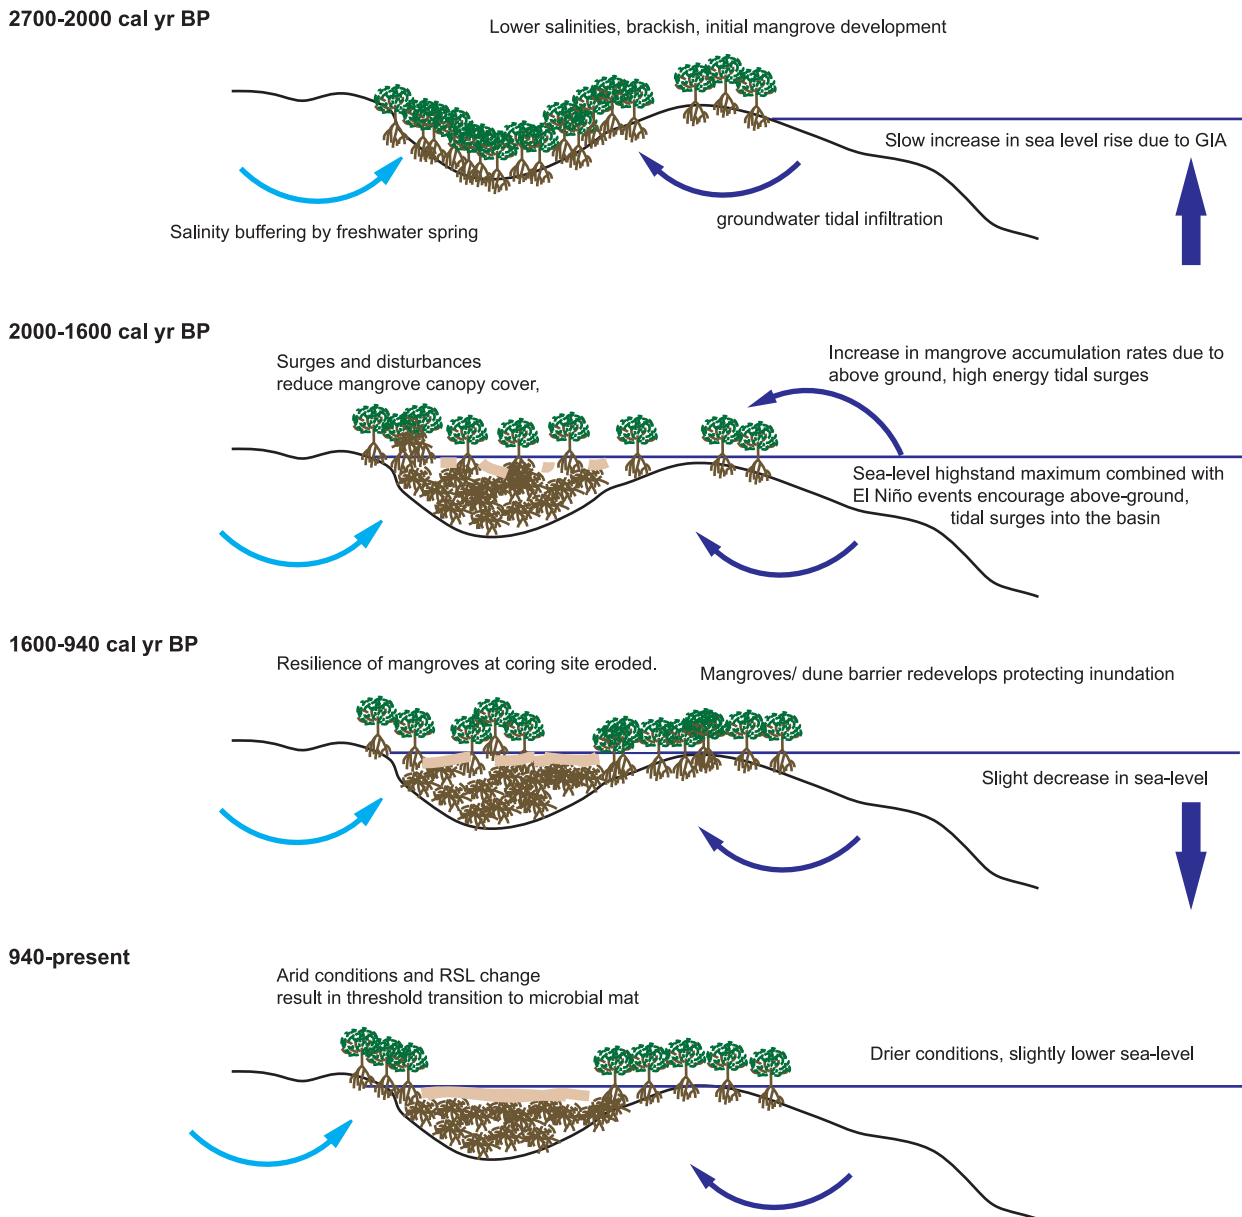 2700-2000 cal yr BP
Lower salinities, brackish, initial mangrove development
Slow increase in sea level rise due to GIA
groundwater tidal infiltration
Salinity buffering by freshwater spring
2000-1600 cal yr BP
Surges and disturbances
reduce mangrove canopy cover,
Increase in mangrove accumulation rates due to
above ground, high energy tidal surges
Sea-level highstand maximum combined with
El Niño events encourage above-ground,
tidal surges into the basin
1600-940 cal yr BP
Resilience of mangroves at coring site eroded.
Mangroves/ dune barrier redevelops protecting inundation
Slight decrease in sea-level
940-present
Arid conditions and RSL change
result in threshold transition to microbial mat
Drier conditions, slightly lower sea-level